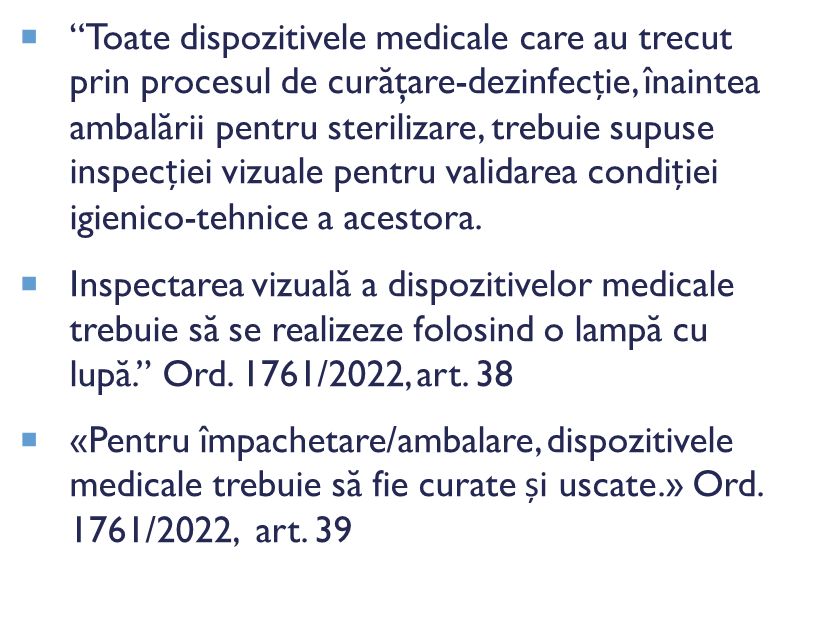 “Toate dispozitivele medicale care au trecut
prin procesul de curățare-dezinfecție, înaintea
ambalării pentru sterilizare, trebuie supuse
inspecției vizuale pentru validarea condiției
igienico-tehnice a acestora.
Inspectarea vizuală a dispozitivelor medicale
trebuie să se realizeze folosind o lampă cu
lupă.” Ord. 1761/2022, art. 38
«Pentru împachetare/ambalare, dispozitivele
medicale trebuie să fie curate și uscate.» Ord.
1761/2022, art. 39